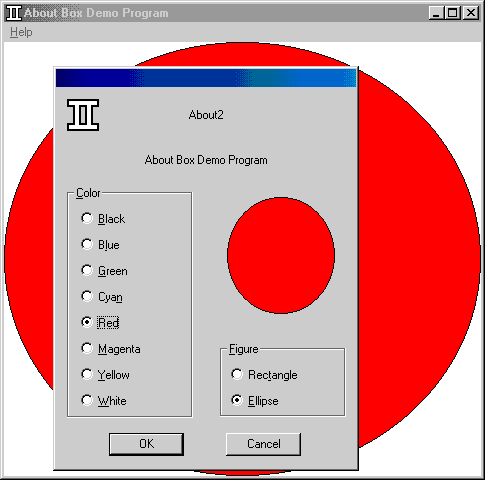 About Box Demo Program
Help
About2
About Box Demo Program
Color
Black
Blue
Green
Cyan
Red
Magenta
Yellow
White
Figure
Rectangle
Ellipse
OK
Cancel